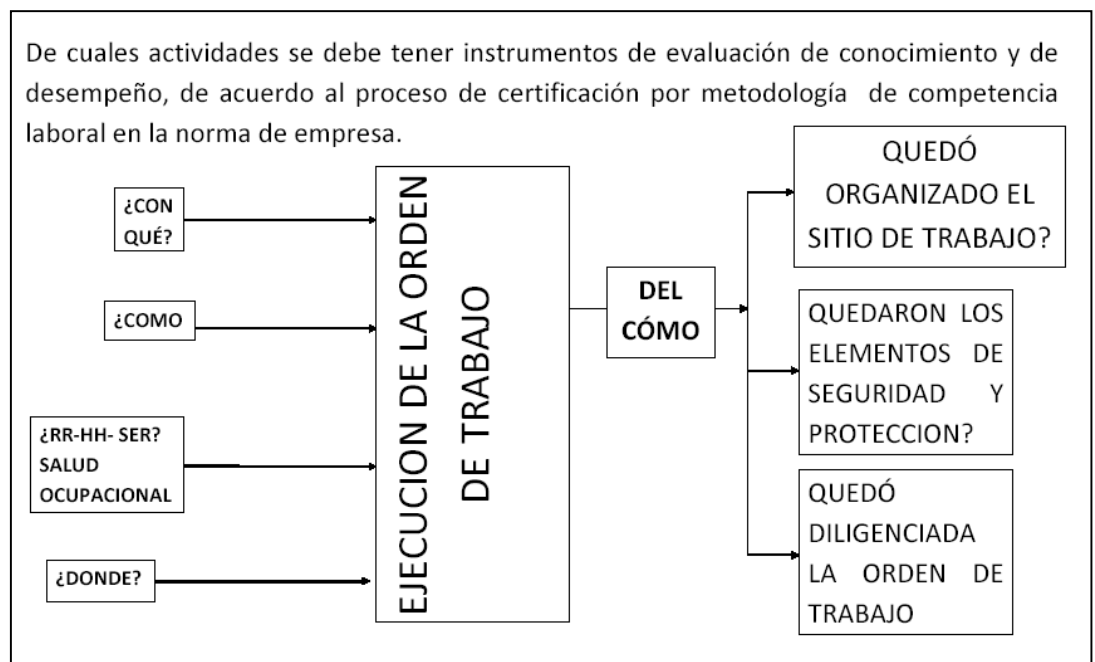 De cuales actividades se debe tener instrumentos de evaluación de conocimiento y de
desempeño, de acuerdo al proceso de certificación por metodología de competencia
laboral en la norma de empresa.
¿CON
QUÉ?
¿COMO
¿RR-HH- SER?
SALUD
OCUPACIONAL
¿DONDE?
EJECUCION DE LA ORDEN
DE TRABAJO
DEL
CÓMO
QUEDÓ
ORGANIZADO EL
SITIO DE TRABAJO?
QUEDARON LOS
ELEMENTOS DE
SEGURIDAD Y
PROTECCION?
QUEDÓ
DILIGENCIADA
LA ORDEN DE
TRABAJO